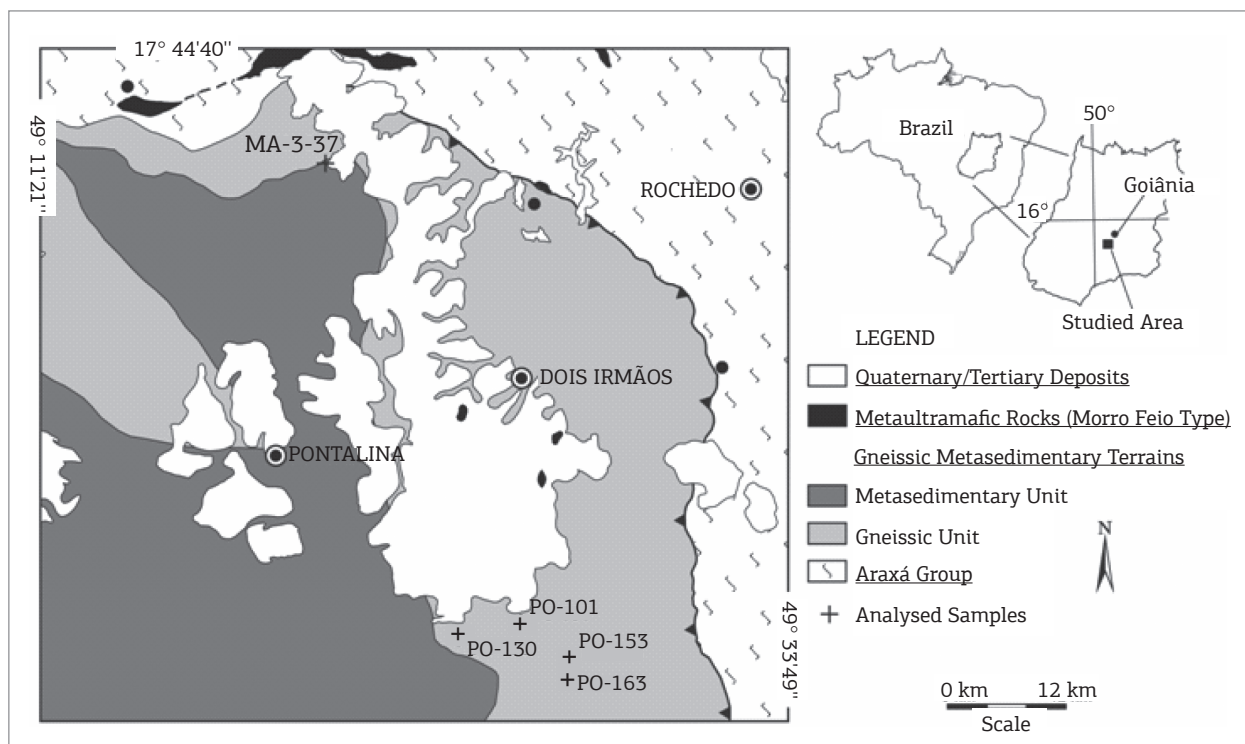 17° 44'40"
49° 11'21"
MA-3-37
ROCHEDO
DOIS IRMÃOS
PONTALINA
PO-101
PO-130
PO-153
PO-163
49° 33'49"
Brazil
50°
Goiânia
16°
Studied Area
LEGEND
Quaternary/Tertiary Deposits
Metaultramafic Rocks (Morro Feio Type)
Gneissic Metasedimentary Terrains
Metasedimentary Unit
Gneissic Unit
Araxá Group
Analysed Samples
N
0 km 12 km
Scale